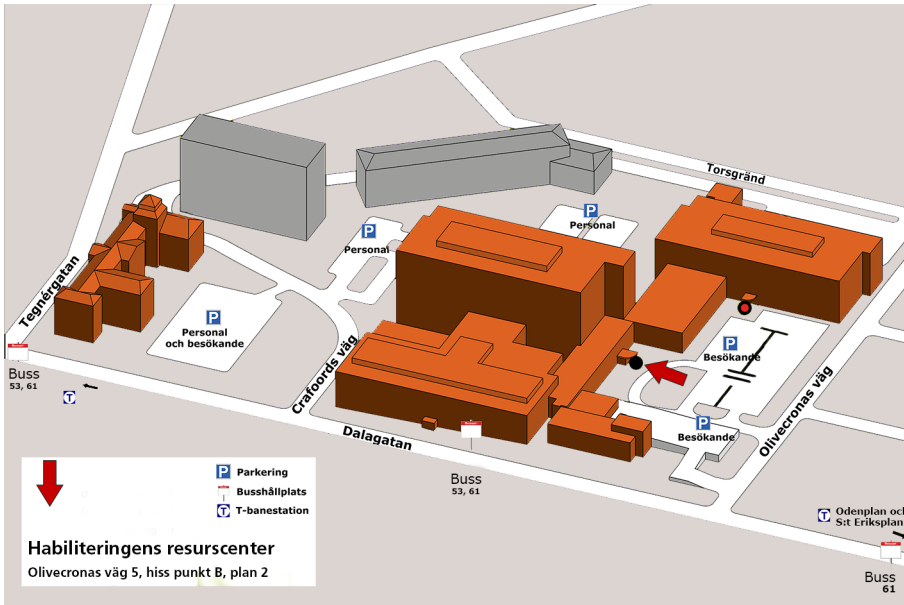 Torsgränd
P
Personal
P
Personal
Tegnérgatan
P
Personal
och besökande
P
Besökande
Crafoords väg
Olivecronas väg
P
Besökande
Buss
53, 61
T
Dalagatan
Buss
53, 61
P Parkering
Busshållplats
T T-banestation
Habiliteringens resurscenter
Olivecronas väg 5, hiss punkt B, plan 2
T Odenplan och
S:t Eriksplan
Buss
61